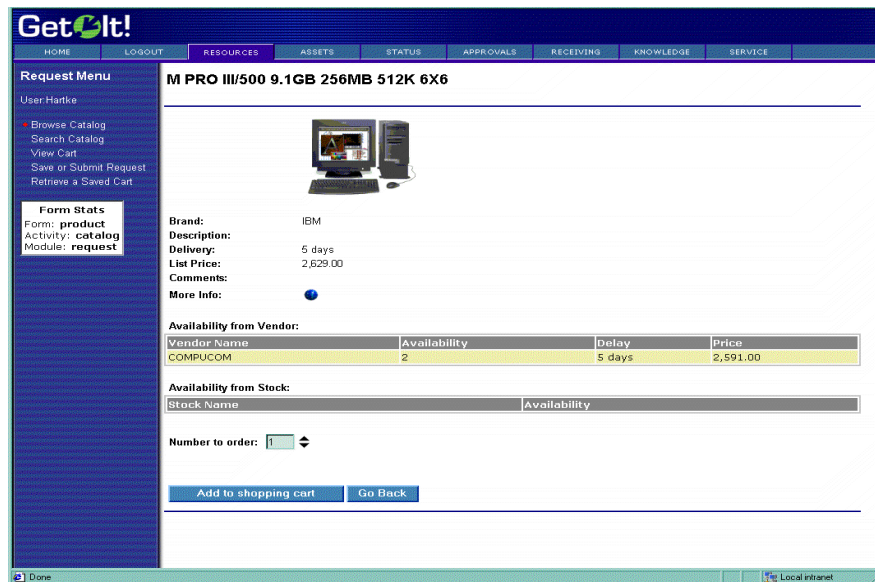 Get It!
HOME LOGOUT RESOURCES ASSETS STATUS APPROVALS RECEIVING KNOWLEDGE SERVICE
Request Menu
User:Hartke
Browse Catalog
Search Catalog
View Cart
Save or Submit Request
Retrieve a Saved Cart
Form Stats
Form: product
Activity: catalog
Module: request
M PRO III/500 9.1GB 256MB 512K 6X6
Brand: IBM
Description:
Delivery: 5 days
List Price: 2,629.00
Comments:
More Info:
Availability from Vendor:
Vendor Name Availability Delay Price
COMPUCOM 2 5 days 2,591.00
Availability from Stock:
Stock Name Availability
Number to order: 1
Add to shopping cart Go Back
Done Local intranet